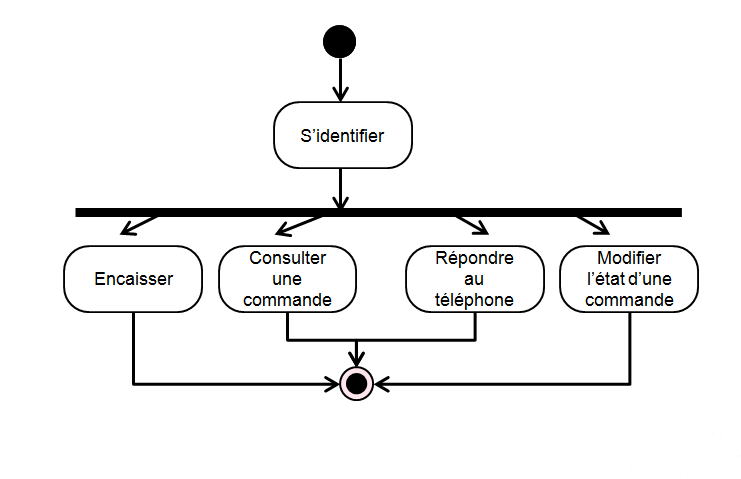 S’identifier
Encaisser
Consulter
une
commande
Répondre
au
téléphone
Modifier
l’état d’une
commande